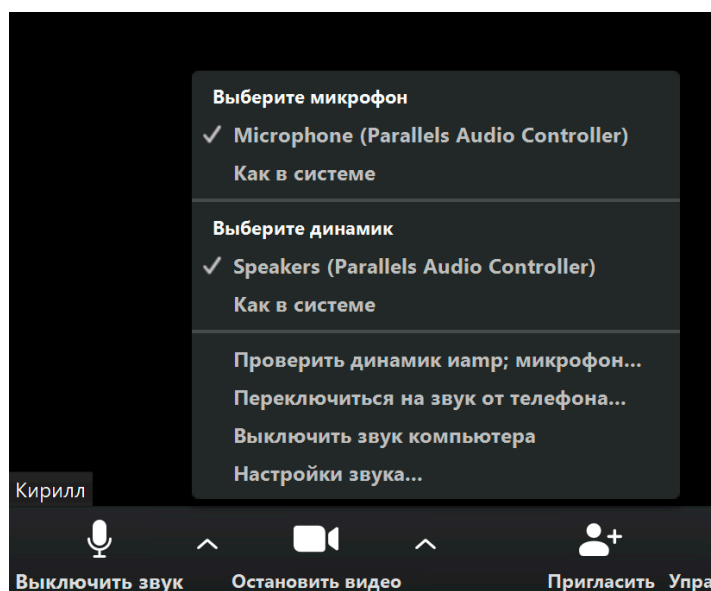 Выберите микрофон
Microphone (Parallels Audio Controller)
Как в системе
Выберите динамик
Speakers (Parallels Audio Controller)
Как в системе
Проверить динамик иamp; микрофон...
Переключиться на звук от телефона...
Выключить звук компьютера
Настройки звука...
Кирилл
Выключить звук
Остановить видео
Пригласить
Упра